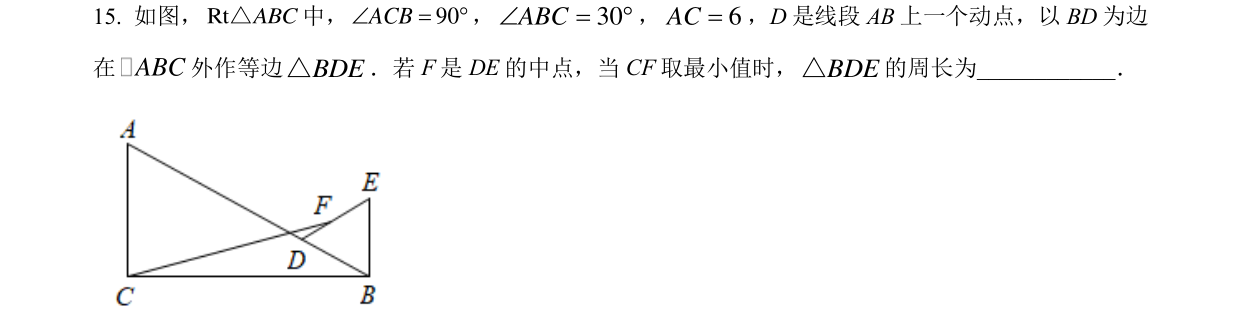 15. 如图，Rt△ABC 中，∠ACB = 90°，∠ABC = 30°，AC = 6，D 是线段 AB 上一个动点，以 BD 为边
在□ABC 外作等边△BDE．若 F 是 DE 的中点，当 CF 取最小值时，△BDE 的周长为____________．
A
E
F
D
C
B